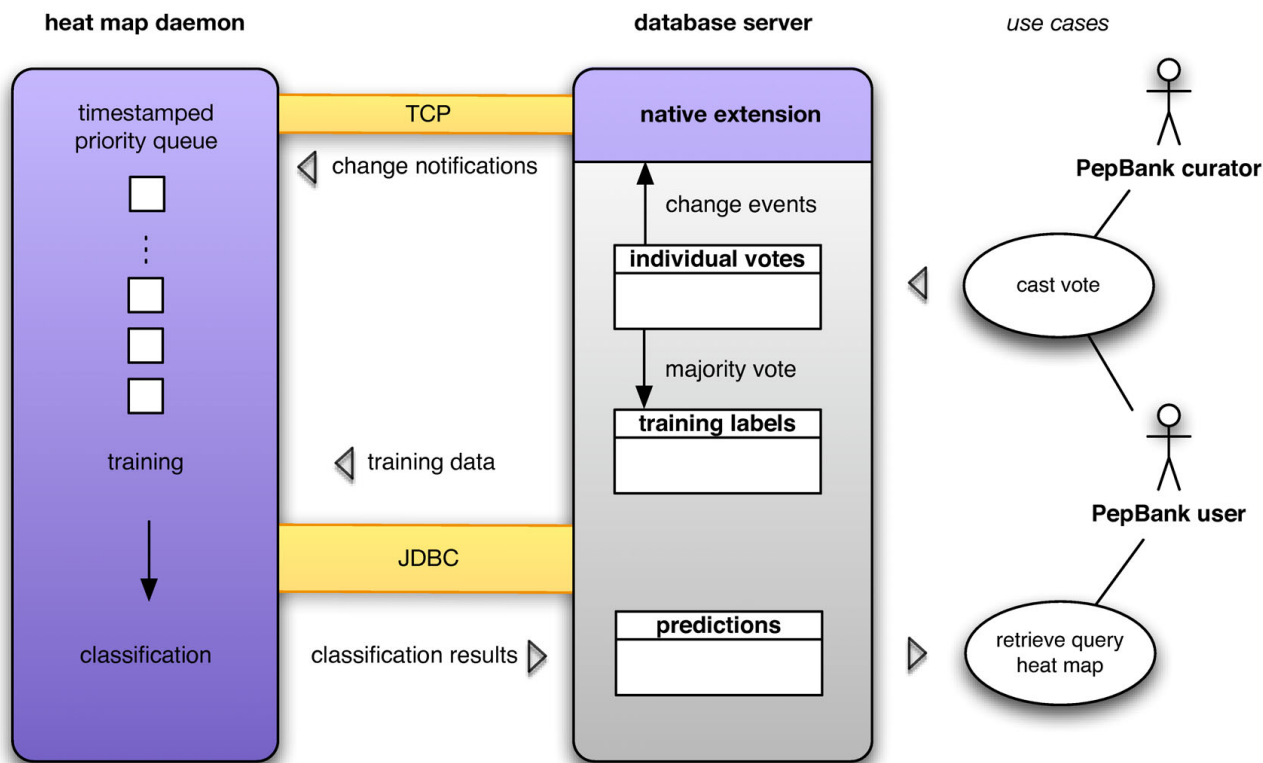 heat map daemon
database server
use cases
timestamped
priority queue
TCP
native extension
change notifications
PepBank curator
change events
individual votes
cast vote
majority vote
training labels
training
training data
PepBank user
JDBC
predictions
classification
classification results
retrieve query
heat map